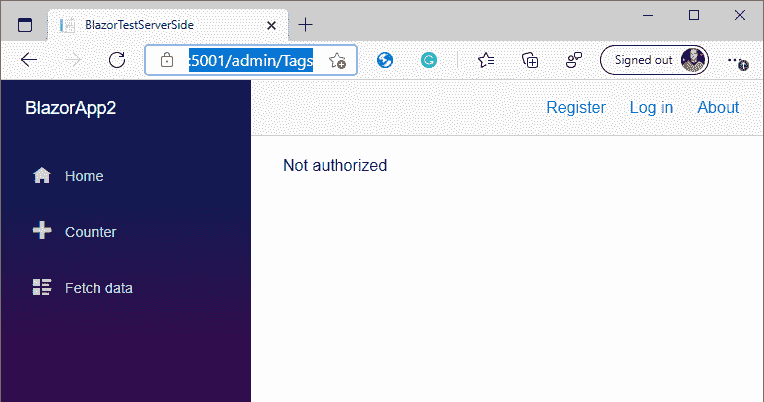 BlazorTestServerSide
:5001/admin/Tags
Signed out
BlazorApp2
Register Log in About
Home
Not authorized
Counter
Fetch data